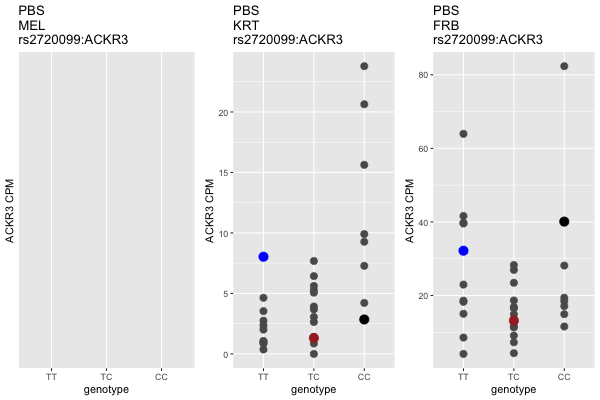 PBS
MEL
rs2720099:ACKR3
ACKR3 CPM
TT
TC
CC
genotype
PBS
KRT
rs2720099:ACKR3
ACKR3 CPM
20
15
10
5
0
TT
TC
CC
genotype
PBS
FRB
rs2720099:ACKR3
ACKR3 CPM
80
60
40
20
TT
TC
CC
genotype